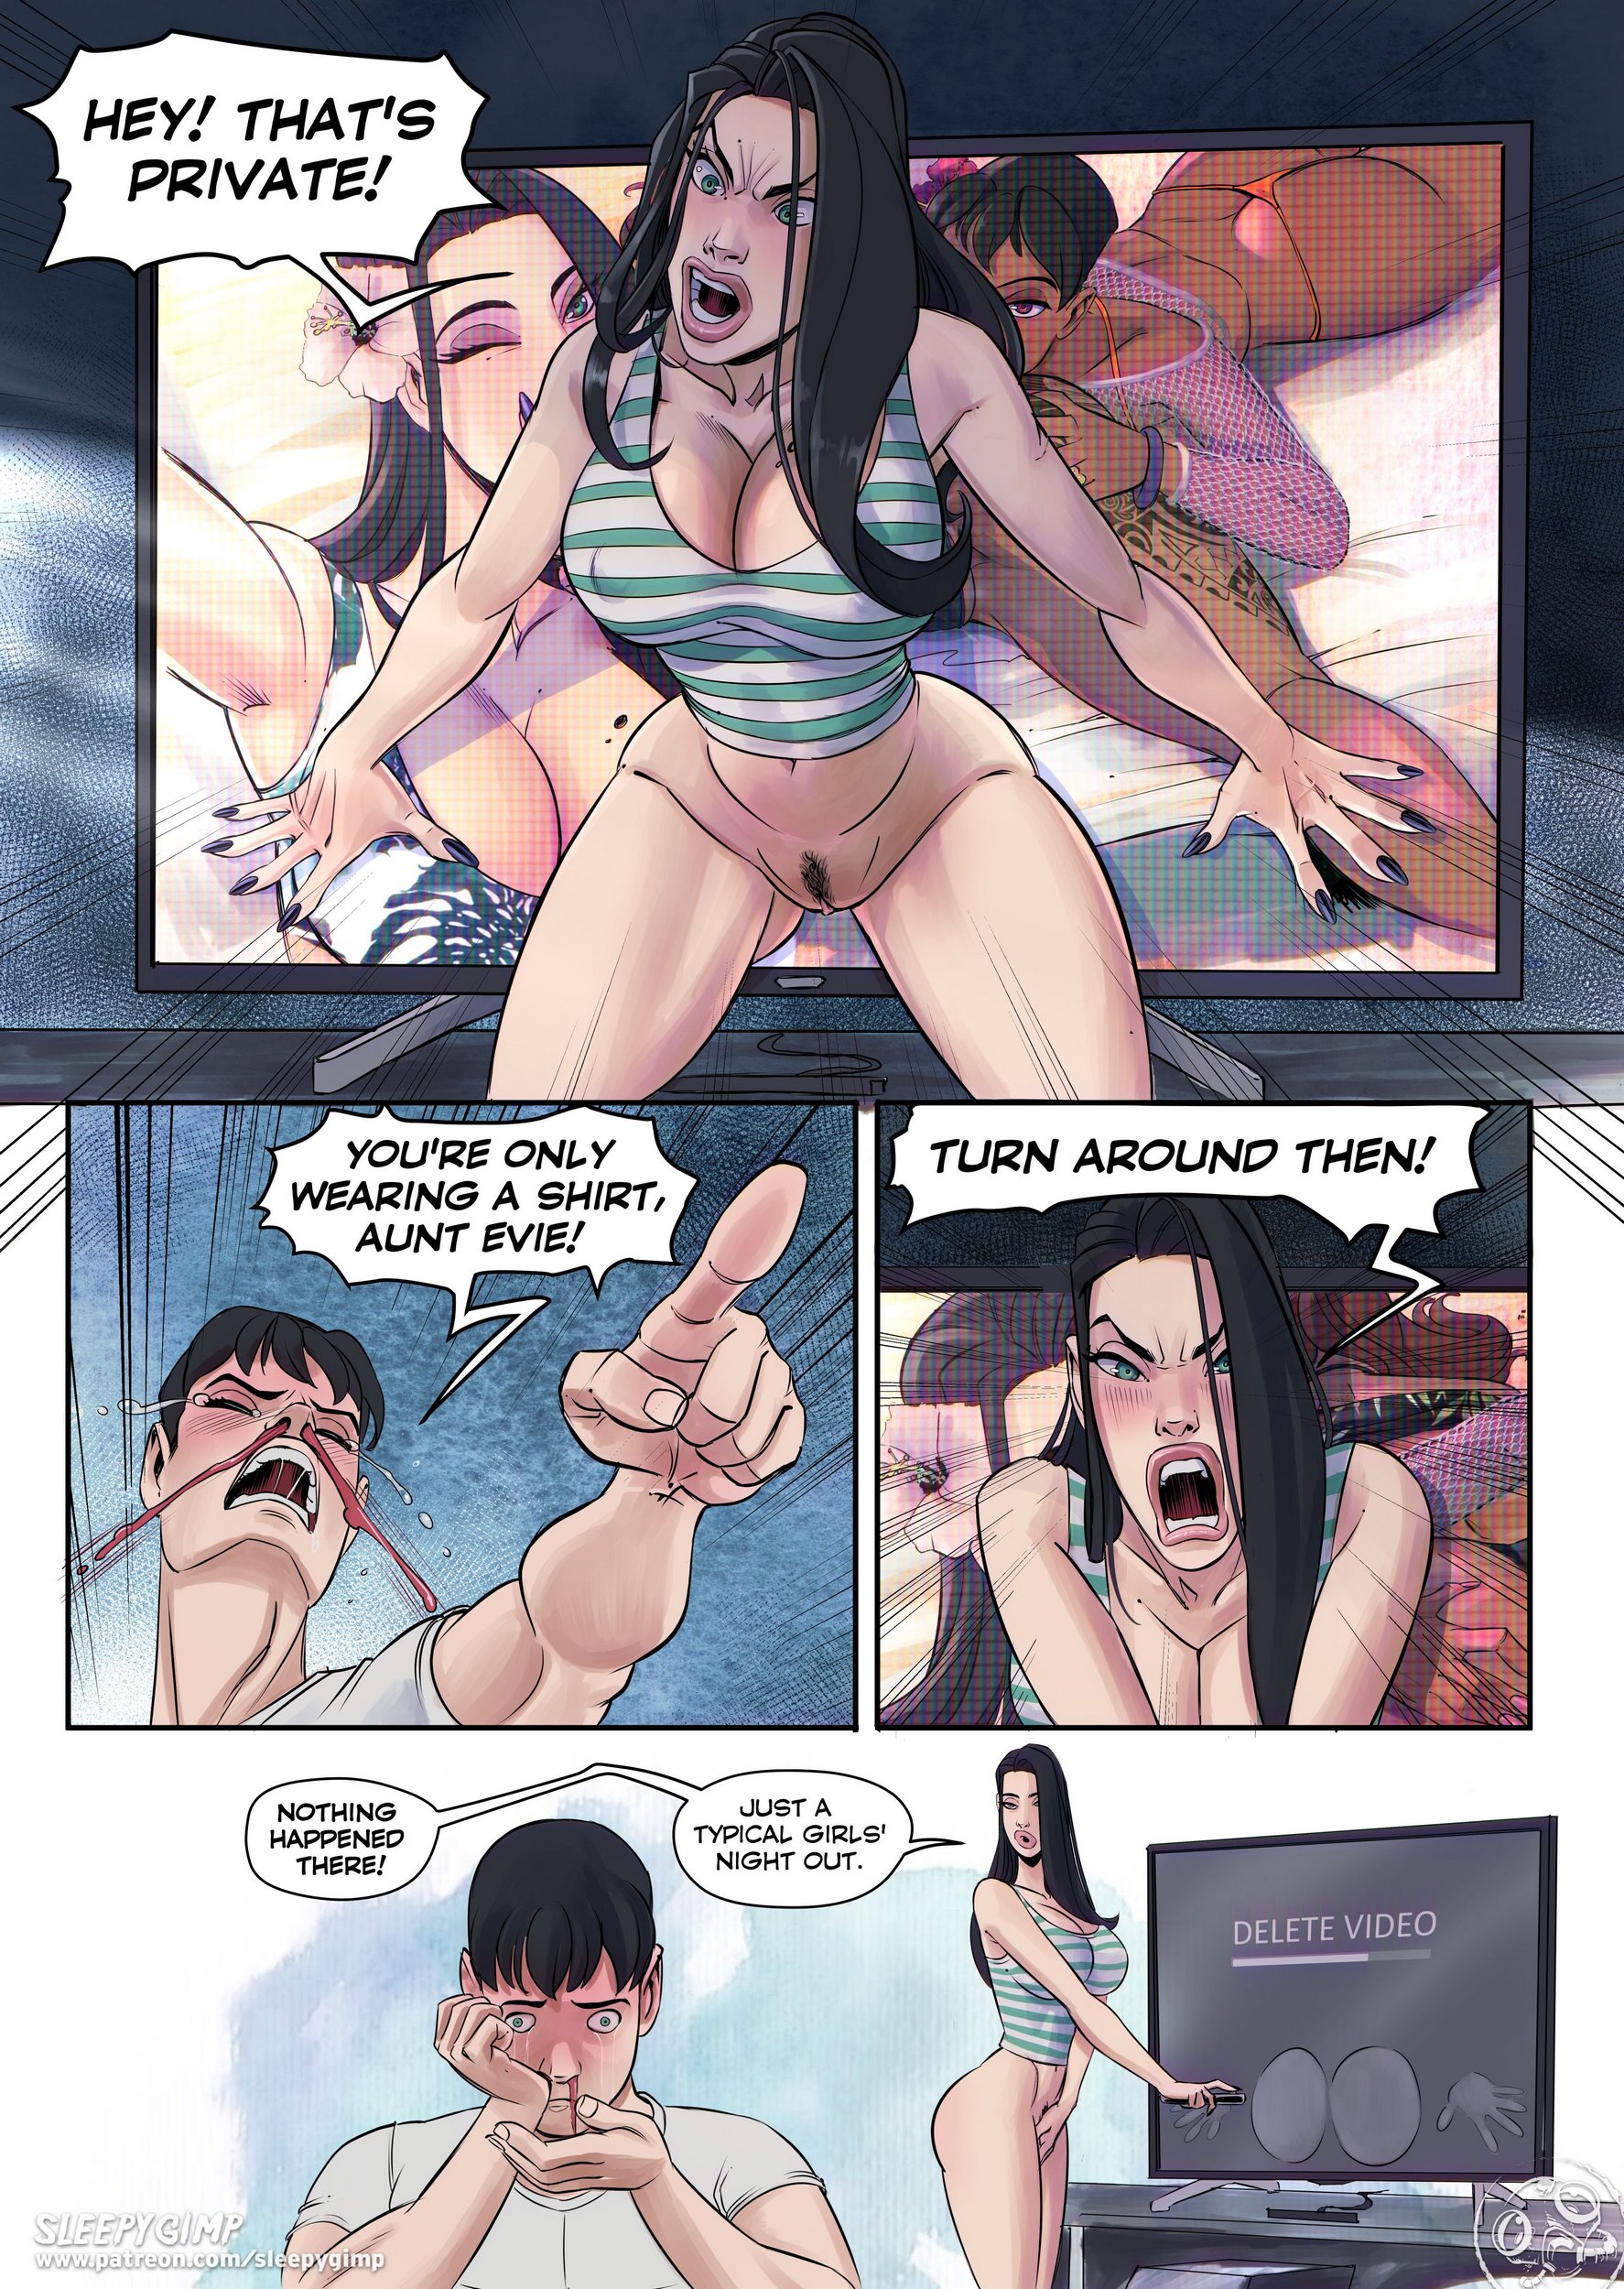 HEY! THAT'S
PRIVATE!
YOU'RE ONLY
WEARING A SHIRT,
AUNT EVIE!
TURN AROUND THEN!
NOTHING
HAPPENED
THERE!
JUST A
TYPICAL GIRLS'
NIGHT OUT.
DELETE VIDEO
SLEEPYGIMP
www.patreon.com/sleepygimp